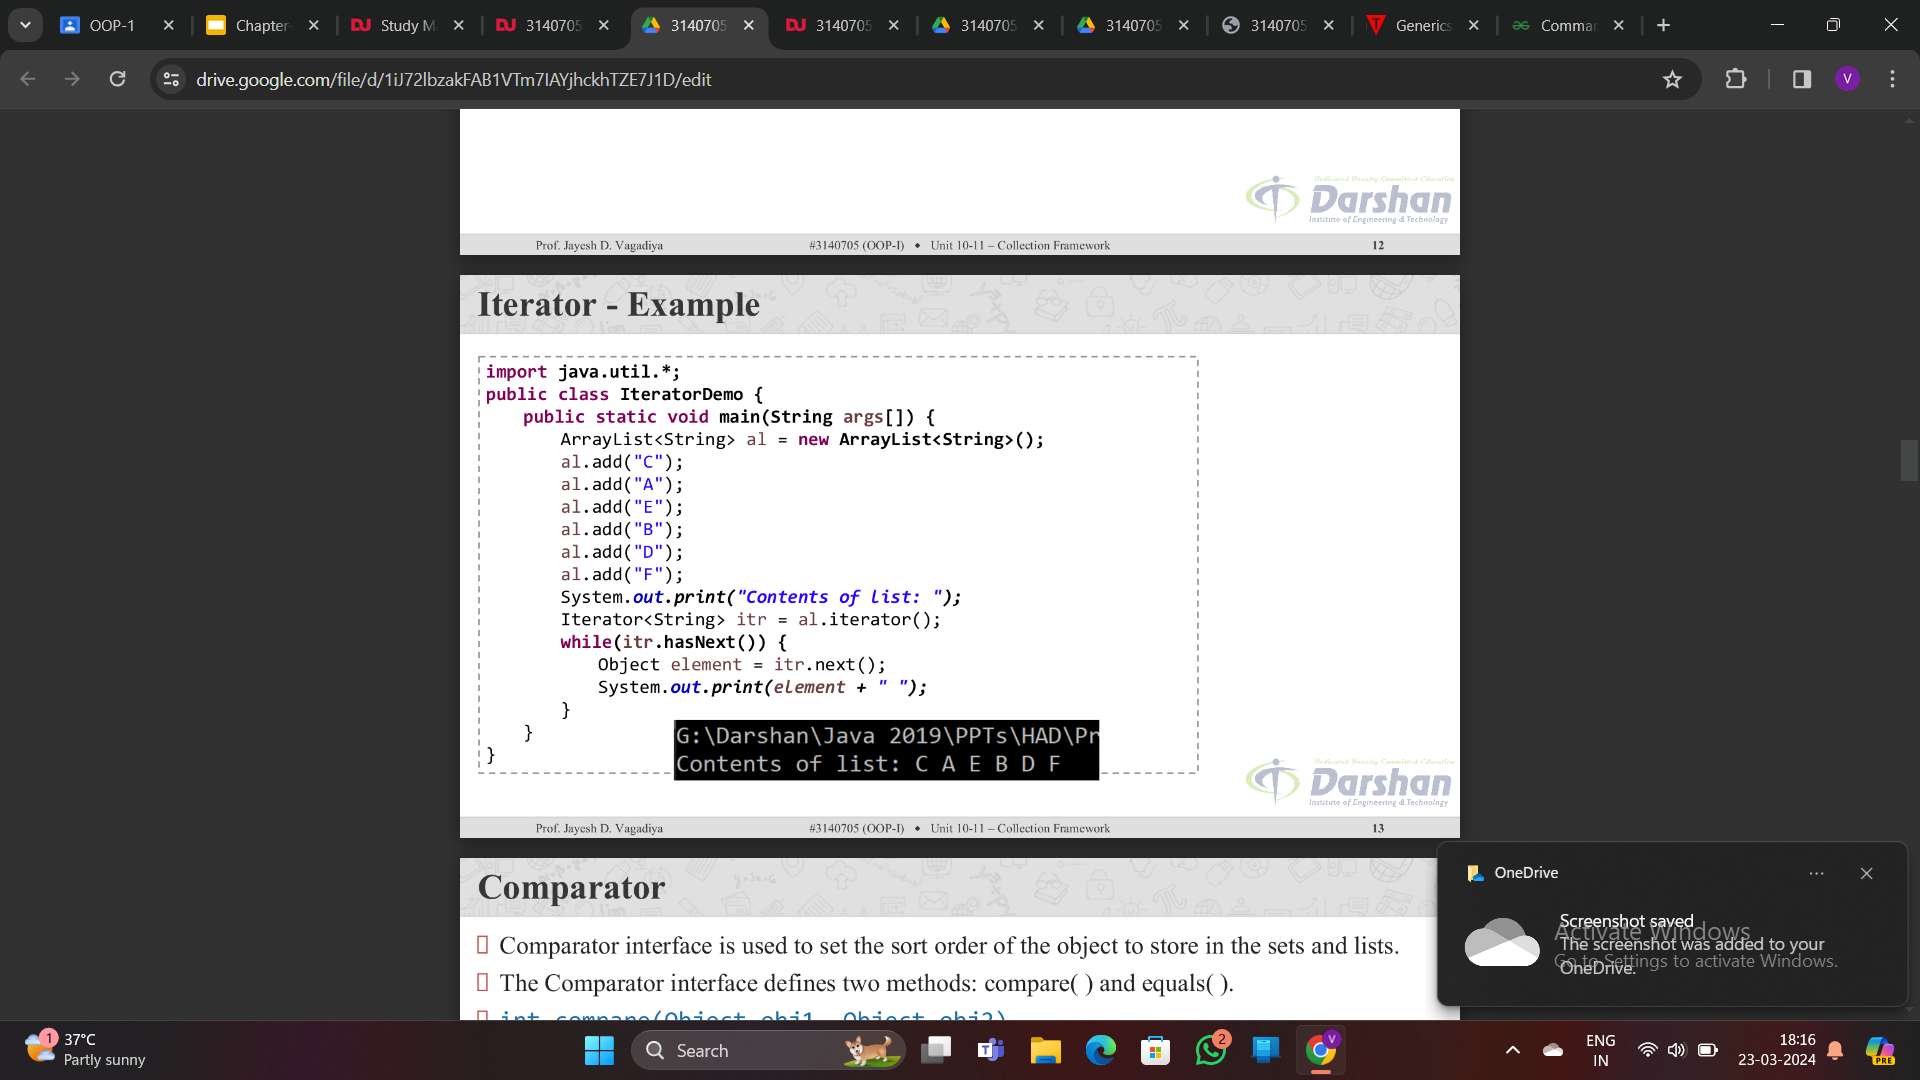 OOP-1
Chapter
Study M
3140705
3140705
3140705
3140705
3140705
3140705
Generics
Comma
drive.google.com/file/d/1iJ72lbzakFAB1VTm7IAYjhckhTZE7J1D/edit
V
Dedicated Faculty Committed Education
Darshan
Institute of Engineering & Technology
Prof. Jayesh D. Vagadiya #3140705 (OOP-I) ◆ Unit 10-11 – Collection Framework 12
Iterator - Example
import java.util.*;
public class IteratorDemo {
public static void main(String args[]) {
ArrayList<String> al = new ArrayList<String>();
al.add("C");
al.add("A");
al.add("E");
al.add("B");
al.add("D");
al.add("F");
System.out.print("Contents of list: ");
Iterator<String> itr = al.iterator();
while(itr.hasNext()) {
Object element = itr.next();
System.out.print(element + " ");
}
}
}
G:\Darshan\Java 2019\PPTs\HAD\Pr
Contents of list: C A E B D F
Dedicated Faculty Committed Education
Darshan
Institute of Engineering & Technology
Prof. Jayesh D. Vagadiya #3140705 (OOP-I) ◆ Unit 10-11 – Collection Framework 13
Comparator
Comparator interface is used to set the sort order of the object to store in the sets and lists.
The Comparator interface defines two methods: compare( ) and equals( ).
int compare(Object obj1, Object obj2)
OneDrive
Screenshot saved
The screenshot was added to your
OneDrive.
Activate Windows
Go to Settings to activate Windows.
1
37°C
Partly sunny
Search
2
V
ENG
IN
18:16
23-03-2024
PRE